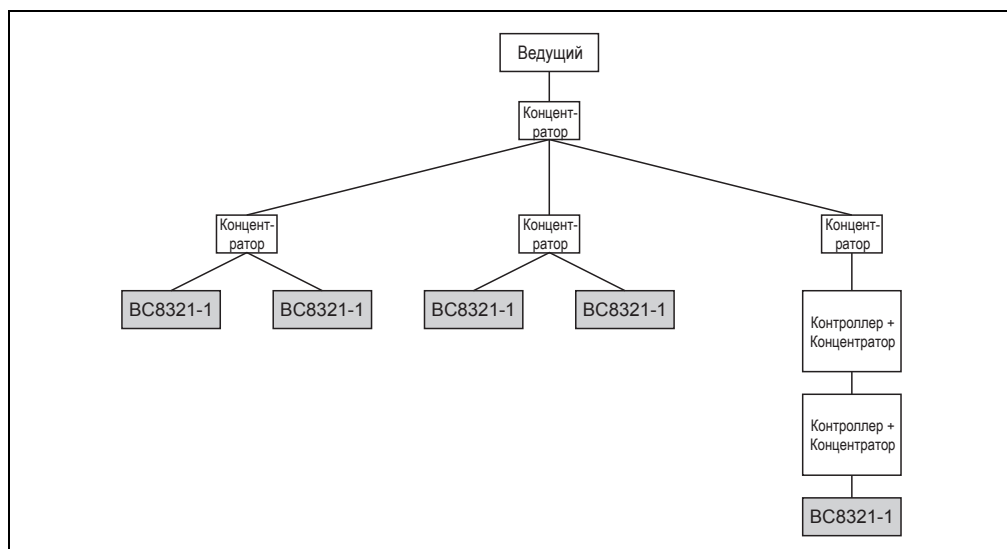 Ведущий
Концент-
ратор
Концент-
ратор
Концент-
ратор
Концент-
ратор
BC8321-1
BC8321-1
BC8321-1
BC8321-1
Контроллер +
Концентратор
Контроллер +
Концентратор
BC8321-1